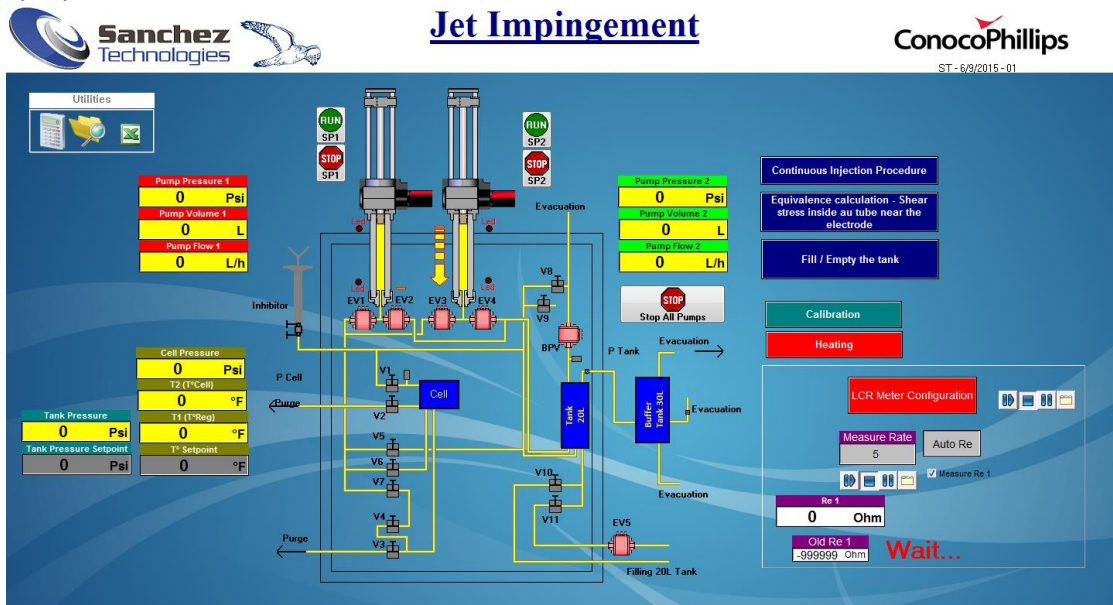 Sanchez
Technologies
Jet Impingement
ConocoPhillips
ST - 6/9/2015 - 01
Utilities
RUN
SP1
STOP
SP1
RUN
SP2
STOP
SP2
Pump Pressure 1
0 Psi
Pump Volume 1
0 L
Pump Flow 1
0 L/h
Pump Pressure 2
0 Psi
Pump Volume 2
0 L
Pump Flow 2
0 L/h
STOP
Stop All Pumps
Continuous Injection Procedure
Equivalence calculation - Shear
stress inside au tube near the
electrode
Fill / Empty the tank
Calibration
Heating
Led
Led
Led
Led
Evacuation
Inhibitor
EV1
EV2
EV3
EV4
V8
V9
BPV
P Tank
Evacuation
P Cell
V1
Cell
Purge
V2
Tank
20L
Buffer
Tank 30L
Evacuation
V5
V6
V7
V10
V11
Evacuation
V4
V3
Purge
EV5
Filling 20L Tank
Cell Pressure
0 Psi
T2 (T°Cell)
0 °F
T1 (T°Reg)
0 °F
T° Setpoint
0 °F
Tank Pressure
0 Psi
Tank Pressure Setpoint
0 Psi
LCR Meter Configuration
Measure Rate
5
Auto Re
Measure Re 1
Re 1
0 Ohm
Old Re 1
-999999 Ohm
Wait...